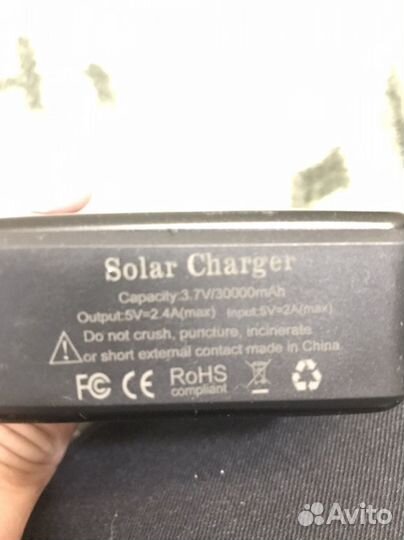 Solar Charger
Capacity:3.7V/30000mAh
Output:5V=2.4A(max) Input:5V=2A(max)
Do not crush, puncture, incinerate
or short external contact made in China
FC CE RoHS
compliant
Avito